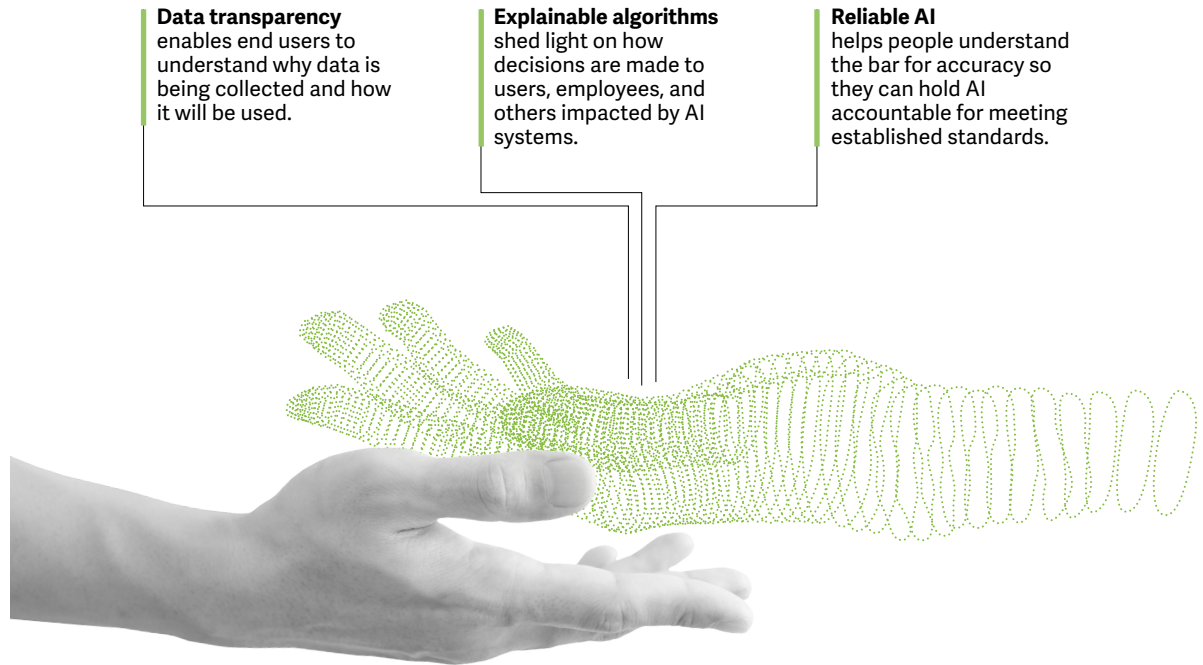 Data transparency
enables end users to
understand why data is
being collected and how
it will be used.
Explainable algorithms
shed light on how
decisions are made to
users, employees, and
others impacted by AI
systems.
Reliable AI
helps people understand
the bar for accuracy so
they can hold AI
accountable for meeting
established standards.